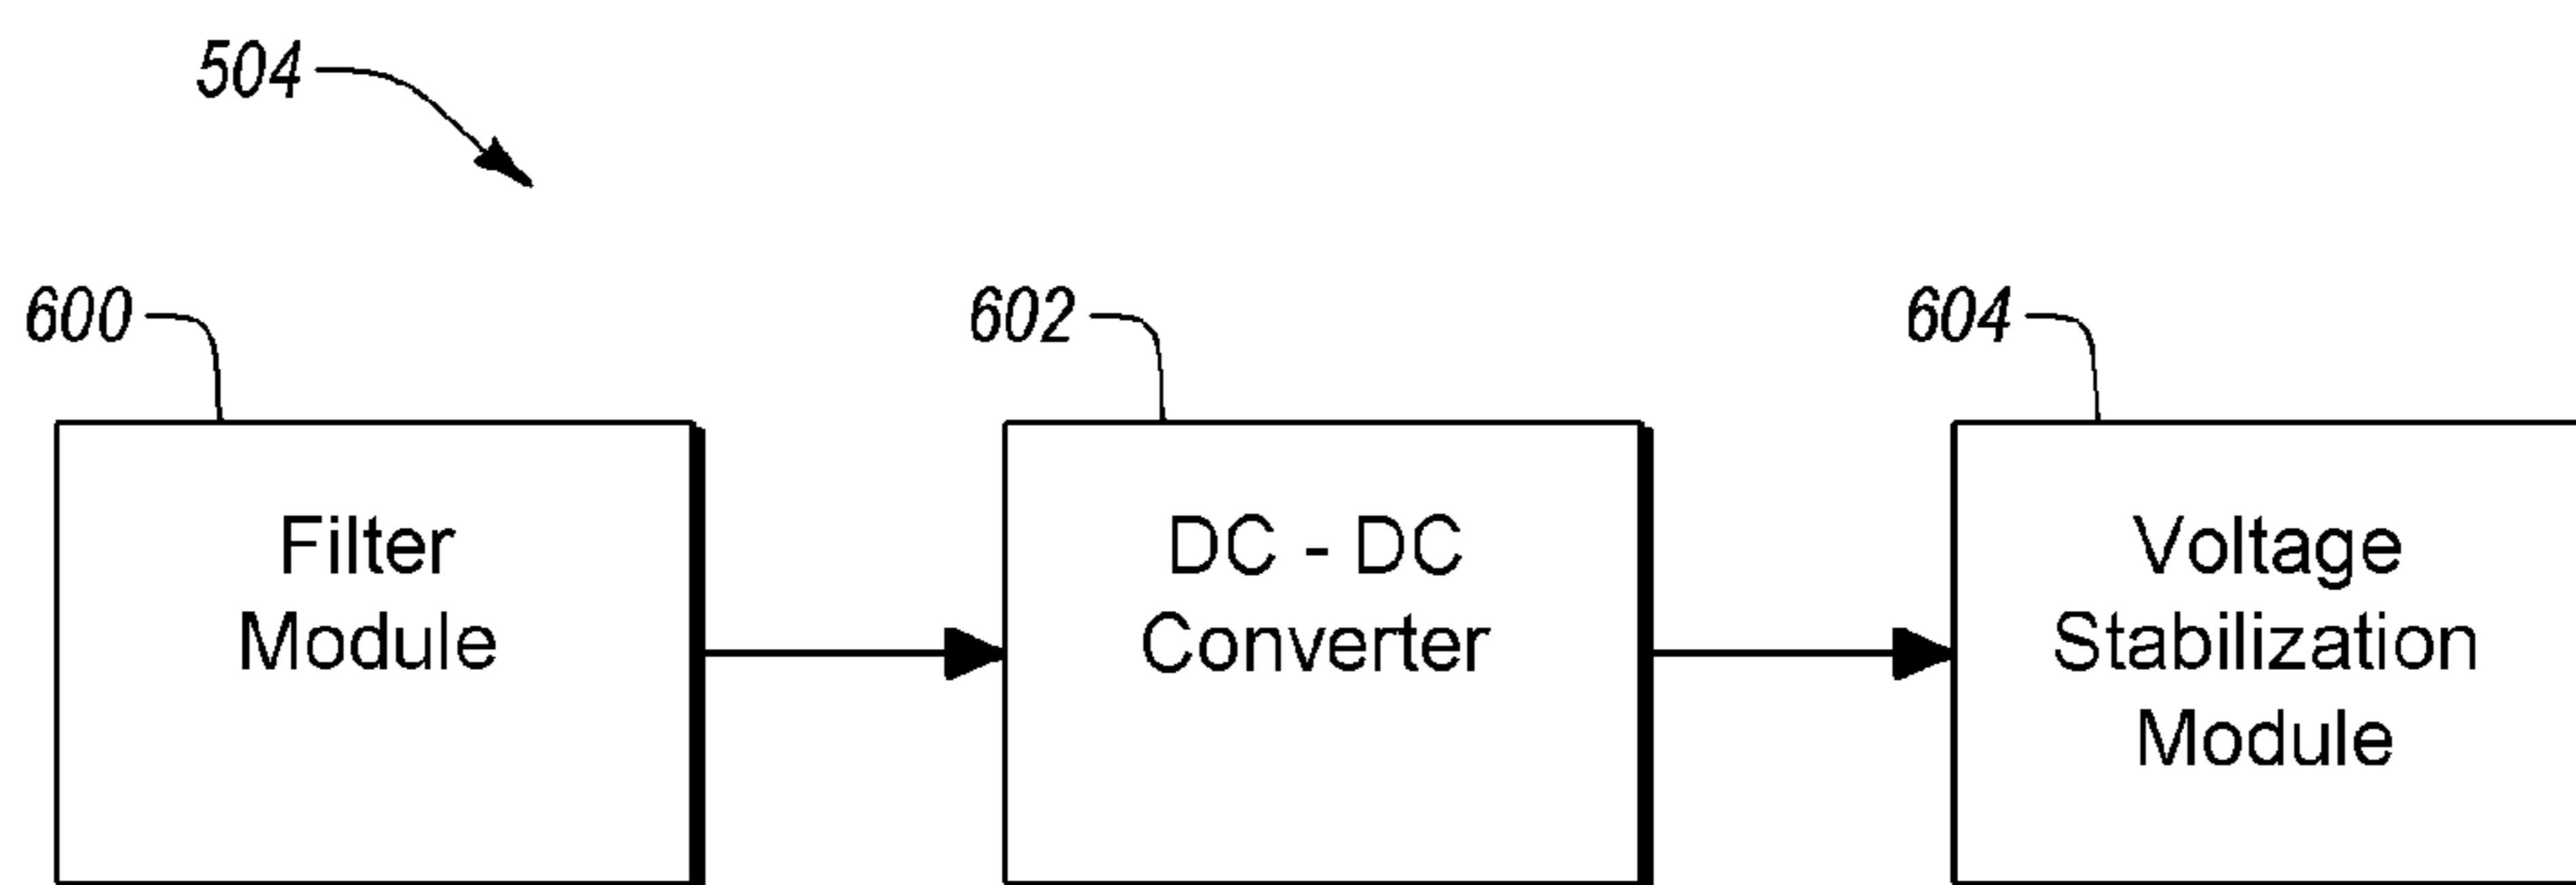 504
600
602
604
Filter
Module
DC - DC
Converter
Voltage
Stabilization
Module